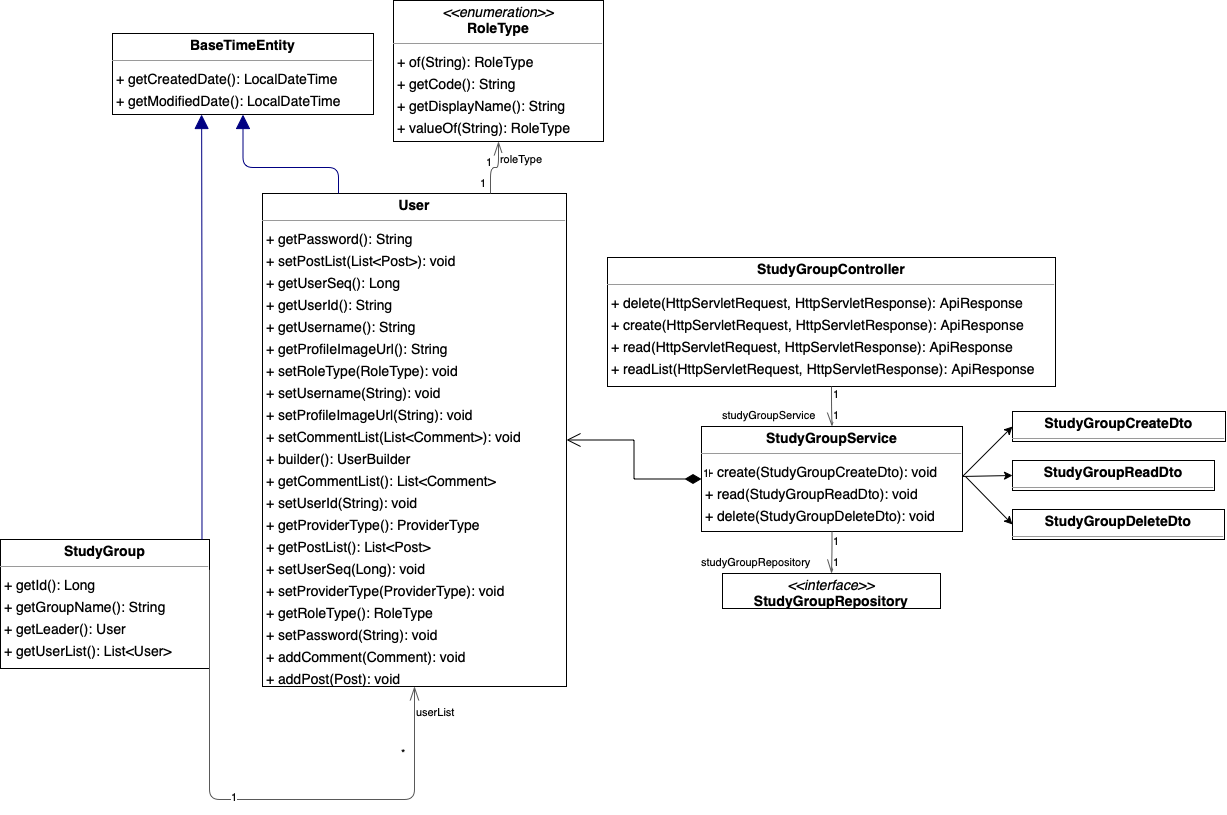 <<enumeration>>
RoleType
+ of(String): RoleType
+ getCode(): String
+ getDisplayName(): String
+ valueOf(String): RoleType
BaseTimeEntity
+ getCreatedDate(): LocalDateTime
+ getModifiedDate(): LocalDateTime
1
roleType
1
User
+ getPassword(): String
+ setPostList(List<Post>): void
+ getUserSeq(): Long
+ getUserId(): String
+ getUsername(): String
+ getProfileImageUrl(): String
+ setRoleType(RoleType): void
+ setUsername(String): void
+ setProfileImageUrl(String): void
+ setCommentList(List<Comment>): void
+ builder(): UserBuilder
+ getCommentList(): List<Comment>
+ setUserId(String): void
+ getProviderType(): ProviderType
+ getPostList(): List<Post>
+ setUserSeq(Long): void
+ setProviderType(ProviderType): void
+ getRoleType(): RoleType
+ setPassword(String): void
+ addComment(Comment): void
+ addPost(Post): void
StudyGroupController
+ delete(HttpServletRequest, HttpServletResponse): ApiResponse
+ create(HttpServletRequest, HttpServletResponse): ApiResponse
+ read(HttpServletRequest, HttpServletResponse): ApiResponse
+ readList(HttpServletRequest, HttpServletResponse): ApiResponse
1
studyGroupService
1
StudyGroupService
1
+ create(StudyGroupCreateDto): void
+ read(StudyGroupReadDto): void
+ delete(StudyGroupDeleteDto): void
StudyGroupCreateDto
StudyGroupReadDto
StudyGroupDeleteDto
1
studyGroupRepository
1
<<interface>>
StudyGroupRepository
StudyGroup
+ getId(): Long
+ getGroupName(): String
+ getLeader(): User
+ getUserList(): List<User>
userList
*
1